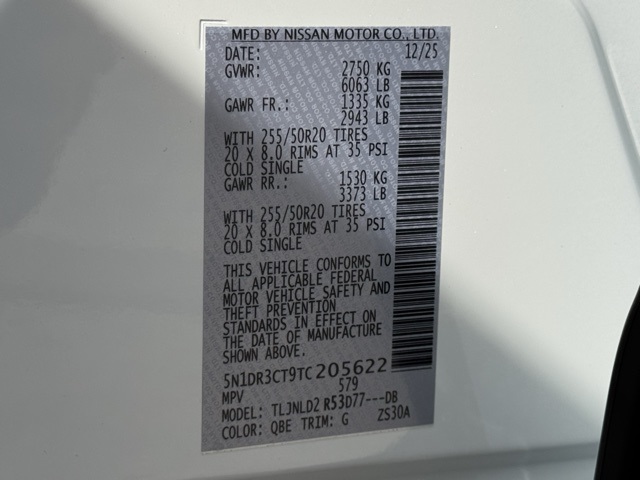 MFD BY NISSAN MOTOR CO., LTD.
DATE: 12/25
GVWR: 2750 KG
6063 LB
GAWR FR.: 1335 KG
2943 LB
WITH 255/50R20 TIRES
20 X 8.0 RIMS AT 35 PSI
COLD SINGLE
GAWR RR.: 1530 KG
3373 LB
WITH 255/50R20 TIRES
20 X 8.0 RIMS AT 35 PSI
COLD SINGLE
THIS VEHICLE CONFORMS TO
ALL APPLICABLE FEDERAL
MOTOR VEHICLE SAFETY AND
THEFT PREVENTION
STANDARDS IN EFFECT ON
THE DATE OF MANUFACTURE
SHOWN ABOVE.
5N1DR3CT9TC205622
MPV 579
MODEL: TLJNLD2 R53D77---DB
COLOR: QBE TRIM: G ZS30A